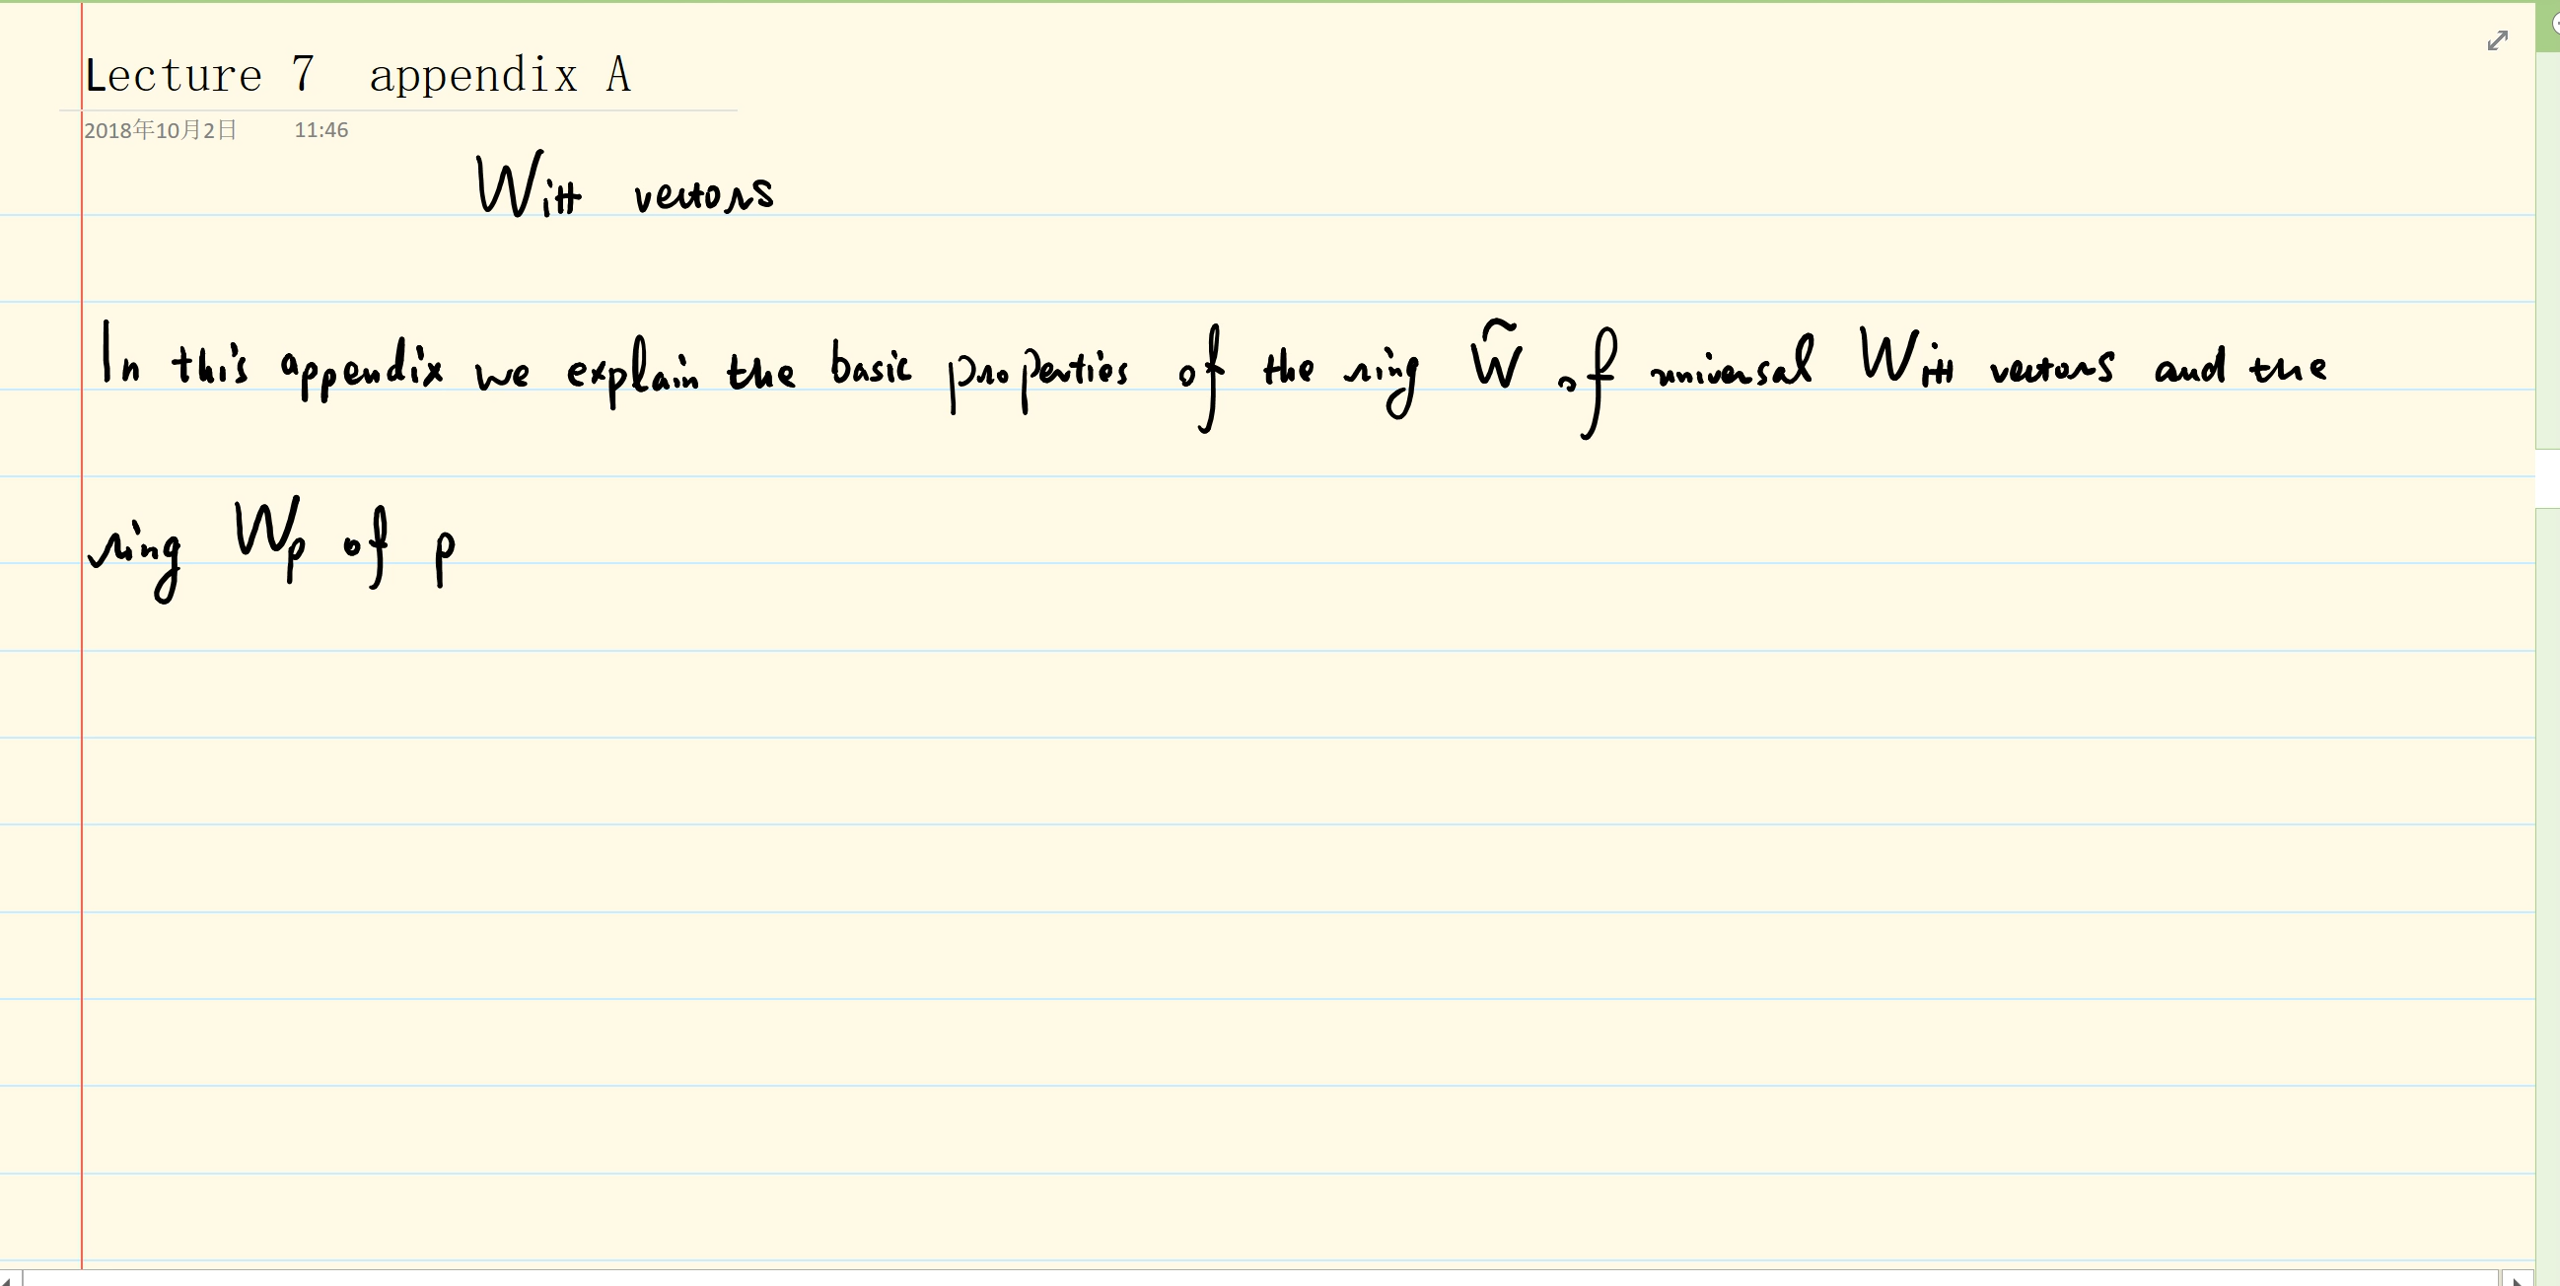 Lecture 7 appendix A
2018年10月2日 11:46
Witt vectors
In this appendix we explain the basic properties of the ring W̃ of universal Witt vectors and the
ring Wp of p